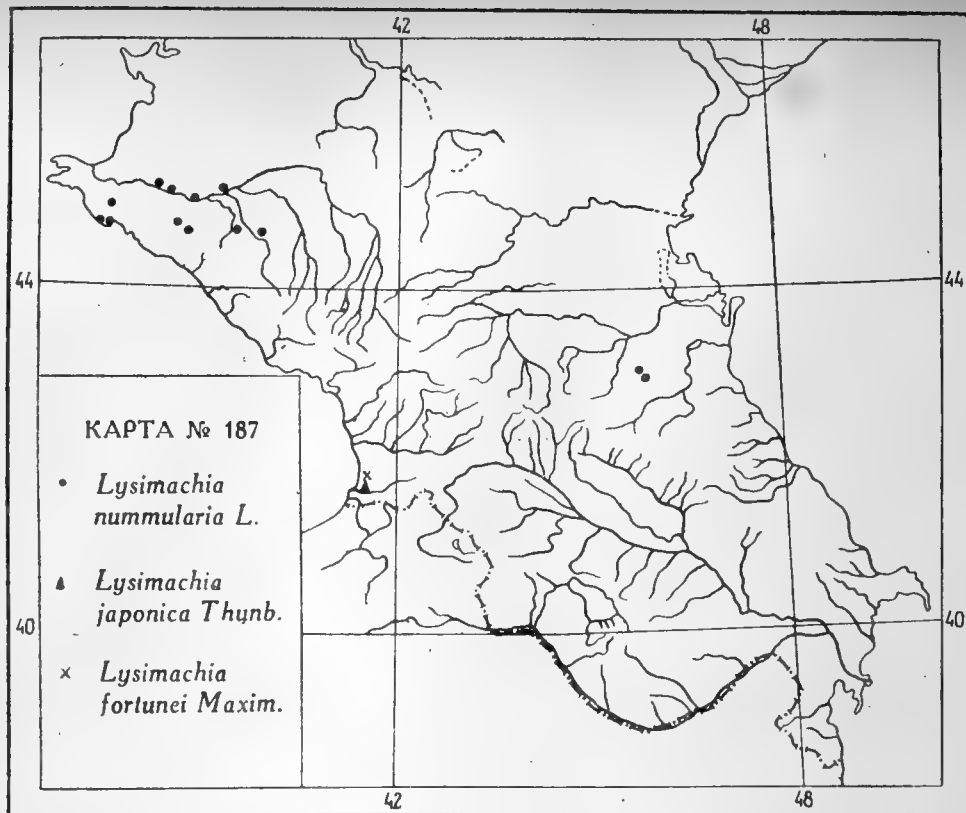 42 48
44 44
КАРТА № 187
Lysimachia
nummularia L.
Lysimachia
japonica Thunb.
40 40
Lysimachia
fortunei Maxim.
42 48